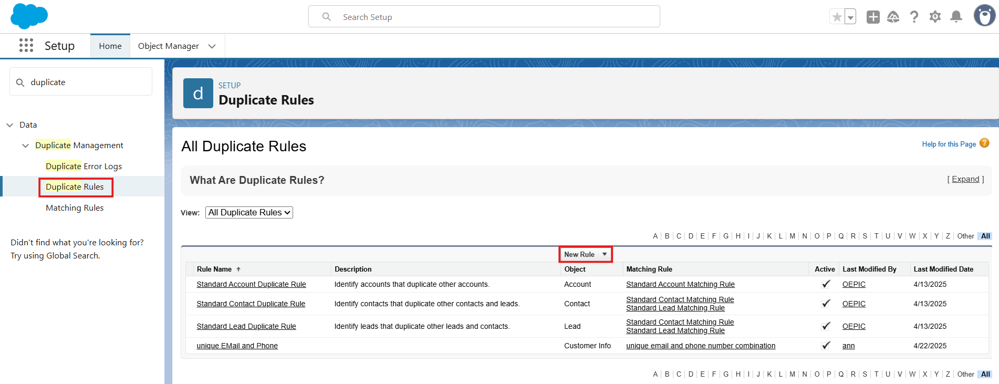 Search Setup
Setup
Home
Object Manager
duplicate
Data
Duplicate Management
Duplicate Error Logs
Duplicate Rules
Matching Rules
Didn't find what you're looking for?
Try using Global Search.
d
SETUP
Duplicate Rules
All Duplicate Rules
Help for this Page ?
What Are Duplicate Rules?
[ Expand ]
View: All Duplicate Rules
A | B | C | D | E | F | G | H | I | J | K | L | M | N | O | P | Q | R | S | T | U | V | W | X | Y | Z | Other | All
New Rule
Rule Name Description Object Matching Rule Active Last Modified By Last Modified Date
Standard Account Duplicate Rule Identify accounts that duplicate other accounts. Account Standard Account Matching Rule OEPIC 4/13/2025
Standard Contact Duplicate Rule Identify contacts that duplicate other contacts and leads. Contact Standard Contact Matching Rule OEPIC 4/13/2025
Standard Lead Matching Rule
Standard Lead Duplicate Rule Identify leads that duplicate other leads and contacts. Lead Standard Contact Matching Rule OEPIC 4/13/2025
Standard Lead Matching Rule
unique EMail and Phone Customer Info unique email and phone number combination ann 4/22/2025
A | B | C | D | E | F | G | H | I | J | K | L | M | N | O | P | Q | R | S | T | U | V | W | X | Y | Z | Other | All